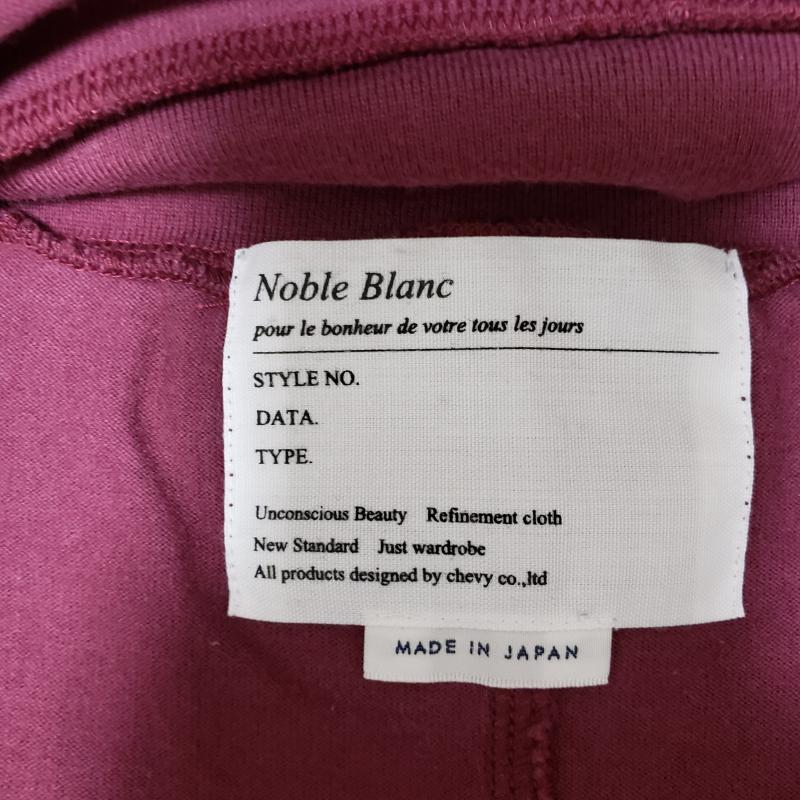 Noble Blanc
pour le bonheur de votre tous les jours
STYLE NO.
DATA.
TYPE.
Unconscious Beauty Refinement cloth
New Standard Just wardrobe
All products designed by chevy co.,ltd
MADE IN JAPAN